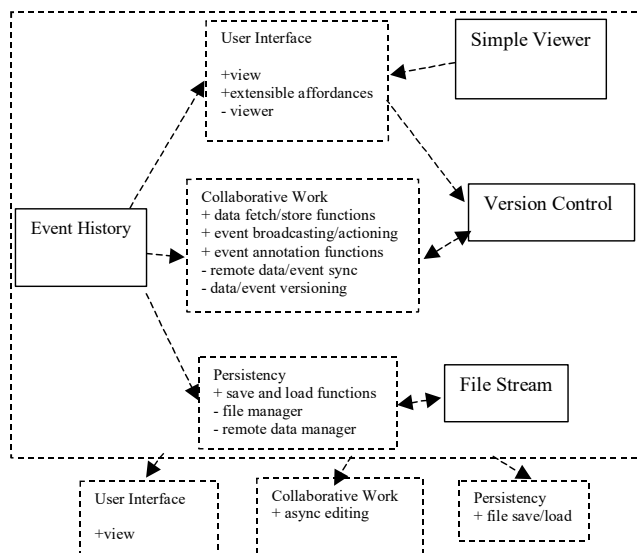 User Interface
+view
+extensible affordances
- viewer
Simple Viewer
Event History
Collaborative Work
+ data fetch/store functions
+ event broadcasting/actioning
+ event annotation functions
- remote data/event sync
- data/event versioning
Version Control
Persistency
+ save and load functions
- file manager
- remote data manager
File Stream
User Interface
+view
Collaborative Work
+ async editing
Persistency
+ file save/load